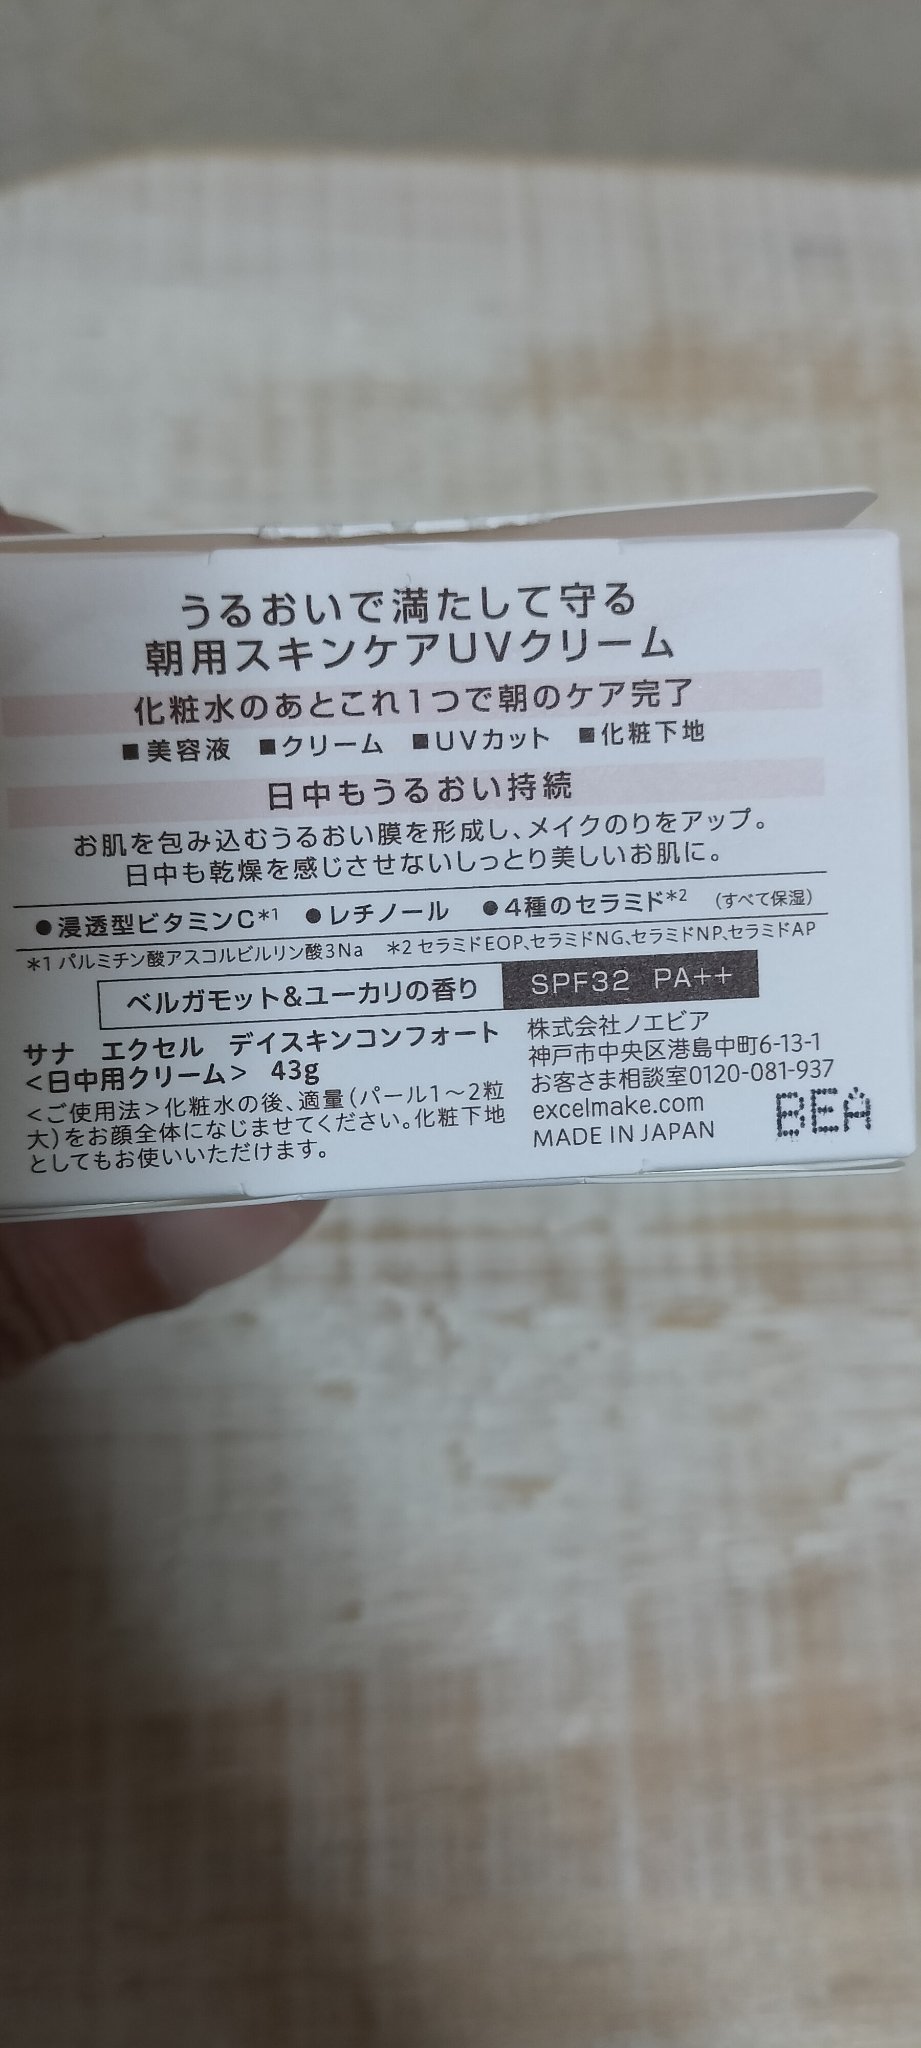 うるおいで満たして守る
朝用スキンケアUVクリーム
化粧水のあとこれ1つで朝のケア完了
■美容液 ■クリーム ■UVカット ■化粧下地
日中もうるおい持続
お肌を包み込むうるおい膜を形成し、メイクのりをアップ。
日中も乾燥を感じさせないしっとり美しいお肌に。
●浸透型ビタミンC*1 ●レチノール ●4種のセラミド*2 (すべて保湿)
*1 パルミチン酸アスコルビルリン酸3Na *2 セラミドEOP、セラミドNG、セラミドNP、セラミドAP
ベルガモット&ユーカリの香り SPF32 PA++
サナ エクセル デイスキンコンフォート
<日中用クリーム> 43g
<ご使用法>化粧水の後、適量(パール1~2粒
大)をお顔全体になじませてください。化粧下地
としてもお使いいただけます。
株式会社ノエビア
神戸市中央区港島中町6-13-1
お客さま相談室0120-081-937
excelmake.com
MADE IN JAPAN
BEA